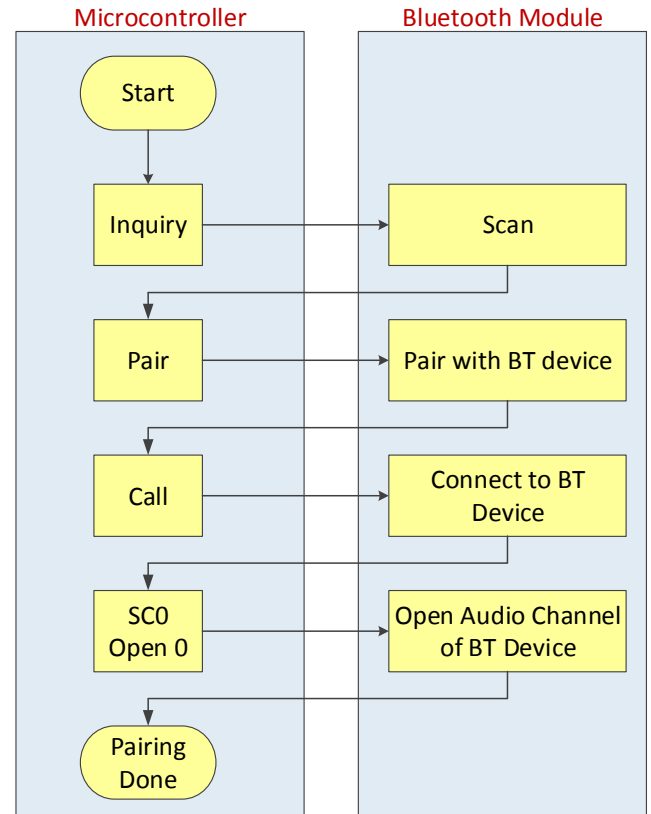 Microcontroller
Bluetooth Module
Start
Inquiry
Scan
Pair
Pair with BT device
Call
Connect to BT
Device
SC0
Open 0
Open Audio Channel
of BT Device
Pairing
Done